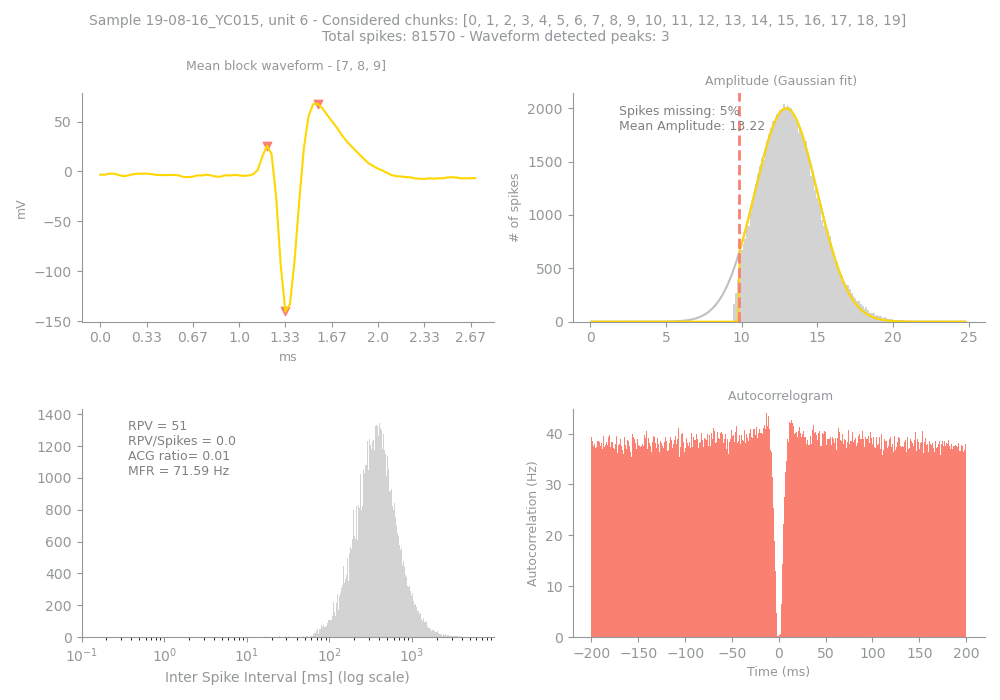 Sample 19-08-16_YC015, unit 6 - Considered chunks: [0, 1, 2, 3, 4, 5, 6, 7, 8, 9, 10, 11, 12, 13, 14, 15, 16, 17, 18, 19]
Total spikes: 81570 - Waveform detected peaks: 3
Mean block waveform - [7, 8, 9]
50
0
−50
−100
−150
mV
0.0 0.33 0.67 1.0 1.33 1.67 2.0 2.33 2.67
ms
Amplitude (Gaussian fit)
Spikes missing: 5%
Mean Amplitude: 13.22
2000
1500
1000
500
0
# of spikes
0 5 10 15 20 25
RPV = 51
RPV/Spikes = 0.0
ACG ratio= 0.01
MFR = 71.59 Hz
1400
1200
1000
800
600
400
200
0
10⁻¹ 10⁰ 10¹ 10² 10³
Inter Spike Interval [ms] (log scale)
Autocorrelogram
40
30
20
10
0
Autocorrelation (Hz)
−200 −150 −100 −50 0 50 100 150 200
Time (ms)